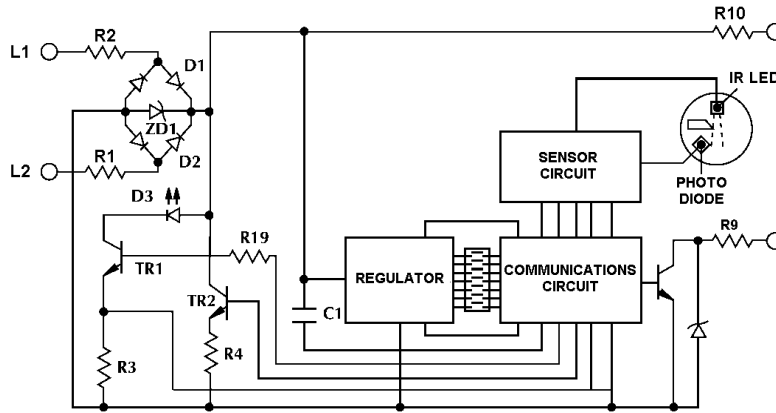 R10
R2
L1
D1
IR LED
ZD1
L2
R1
D2
SENSOR
CIRCUIT
PHOTO
DIODE
D3
R19
R9
TR1
REGULATOR
COMMUNICATIONS
CIRCUIT
TR2
C1
R3
R4